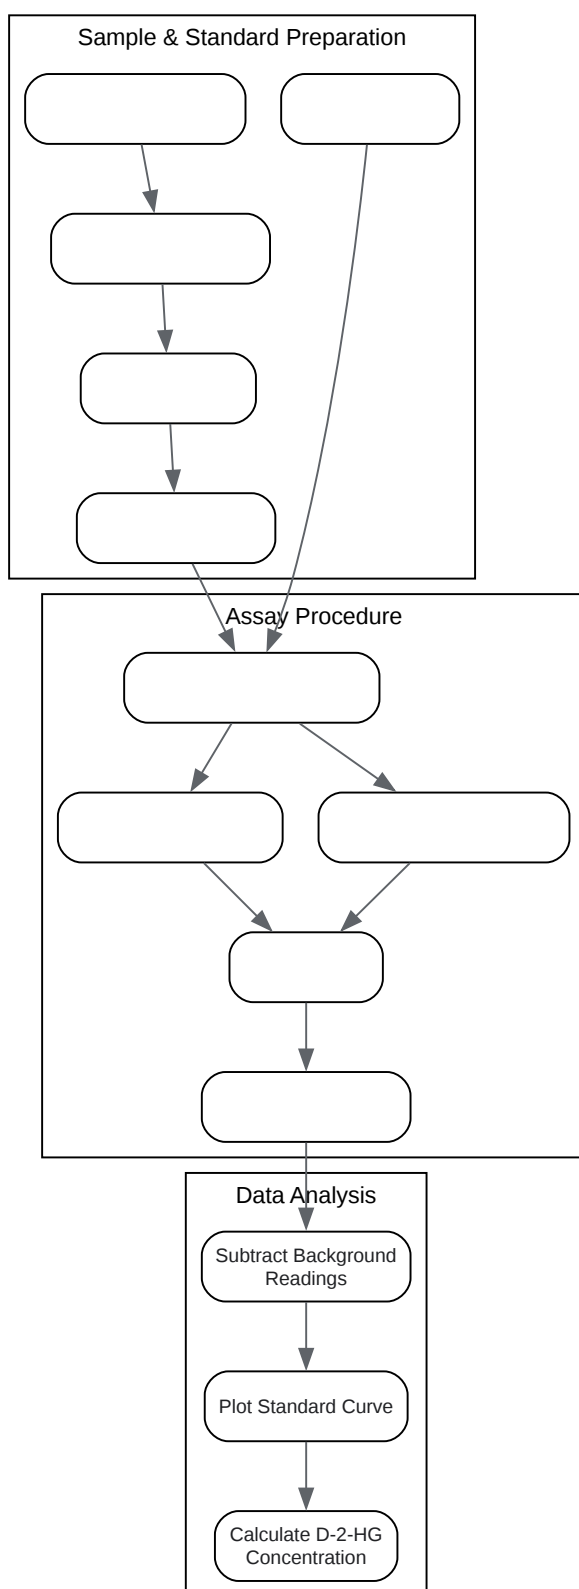 Sample & Standard Preparation
Assay Procedure
Data Analysis
Subtract Background
Readings
Plot Standard Curve
Calculate D-2-HG
Concentration